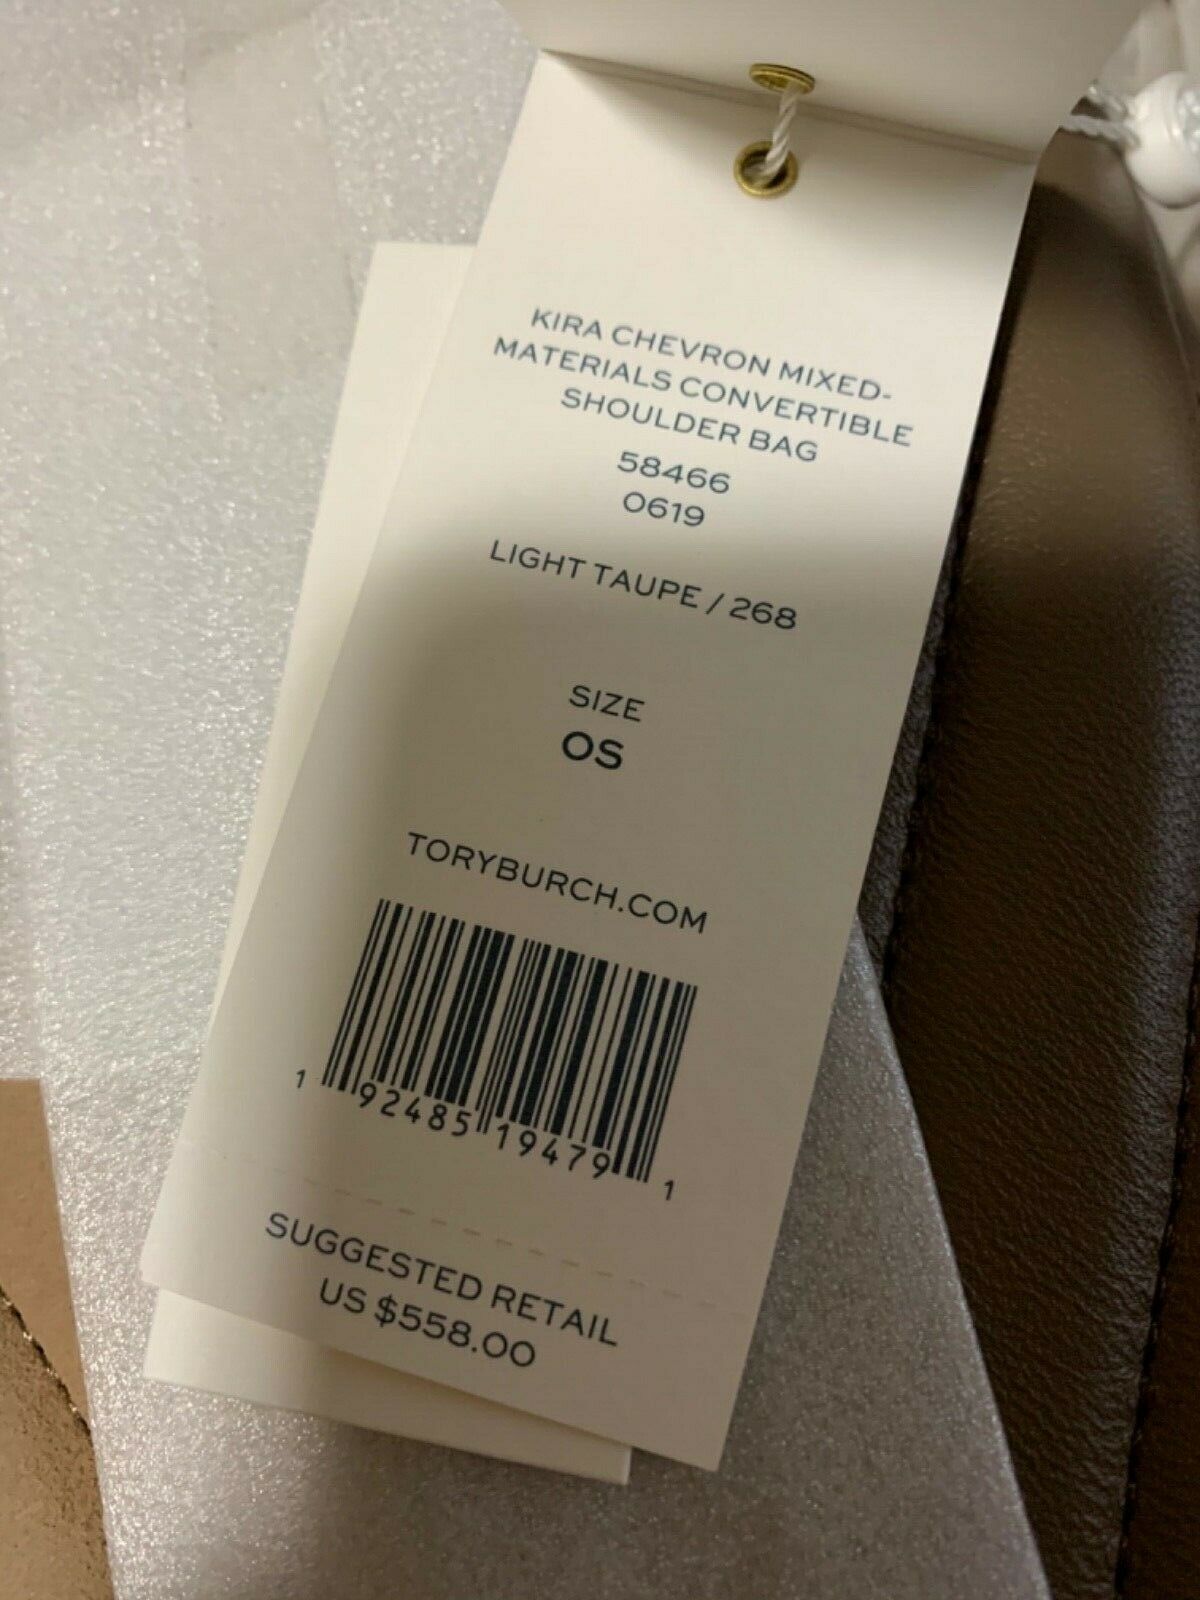 KIRA CHEVRON MIXED-
MATERIALS CONVERTIBLE
SHOULDER BAG
58466
0619
LIGHT TAUPE / 268
SIZE
OS
TORYBURCH.COM
1 92485 19479 1
SUGGESTED RETAIL
US $558.00